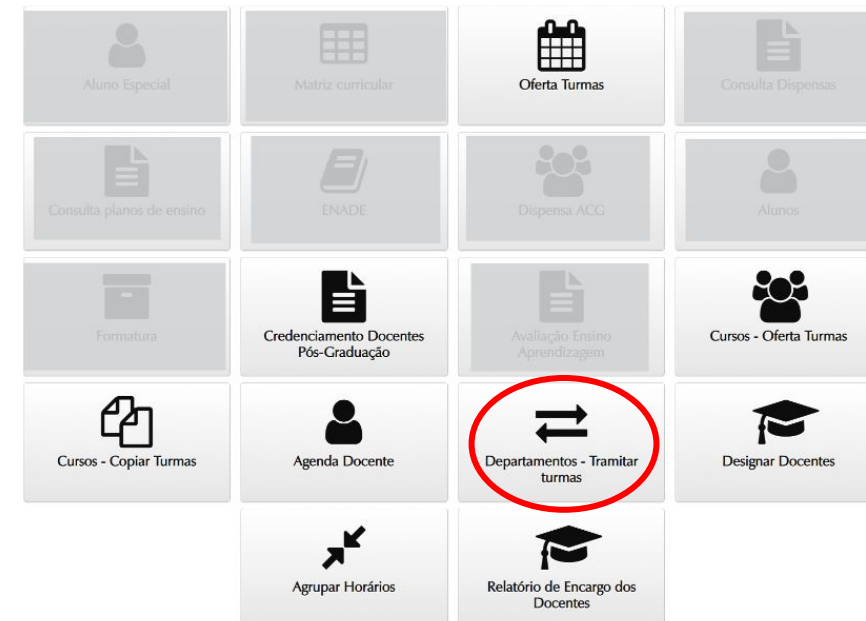 Aluno Especial
Matriz curricular
Oferta Turmas
Consulta Dispensas
Consulta planos de ensino
ENADE
Dispensa ACG
Alunos
Formatura
Credenciamento Docentes
Pós-Graduação
Avaliação Ensino
Aprendizagem
Cursos - Oferta Turmas
Cursos - Copiar Turmas
Agenda Docente
Departamentos - Tramitar
turmas
Designar Docentes
Agrupar Horários
Relatório de Encargo dos
Docentes